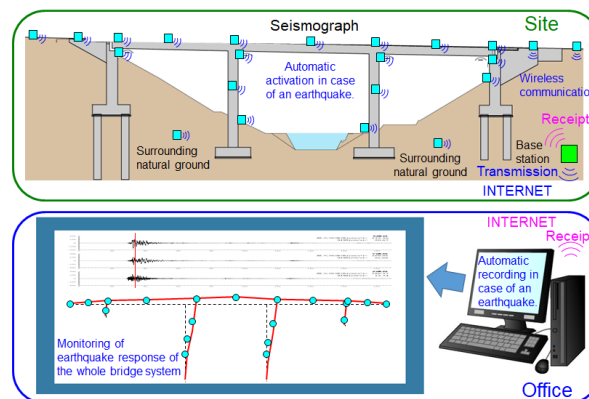 Seismograph
Site
Automatic
activation in case
of an earthquake.
Wireless
communication
Receipt
Surrounding
natural ground
Surrounding
natural ground
Base
station
Transmission
INTERNET
INTERNET
Receipt
Automatic
recording in
case of an
earthquake.
Monitoring of
earthquake response of
the whole bridge system
Office